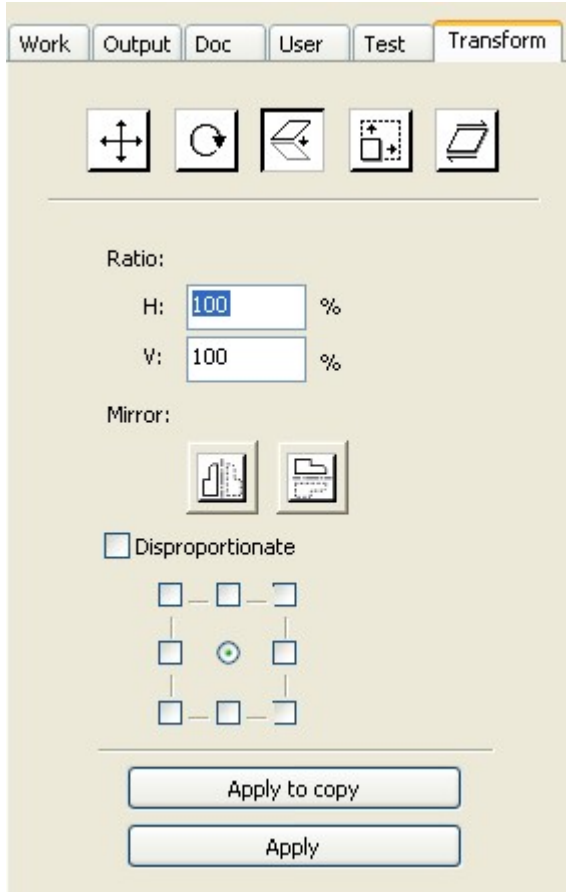 Work Output Doc User Test Transform
Ratio:
H: 100 %
V: 100 %
Mirror:
Disproportionate
Apply to copy
Apply